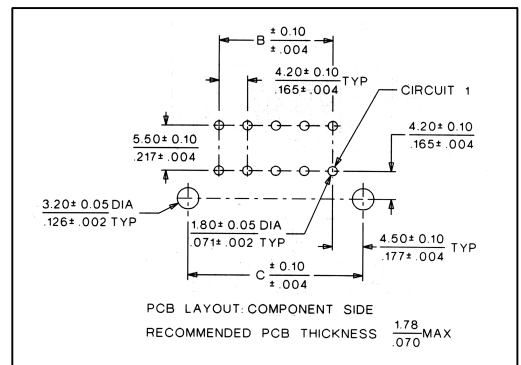 B ± 0.10
± .004
4.20± 0.10 TYP
.165±.004
CIRCUIT 1
5.50± 0.10
.217± .004
4.20± 0.10
.165±.004
3.20± 0.05 DIA
.126±.002 TYP
1.80± 0.05 DIA
.071±.002 TYP
4.50± 0.10 TYP
.177±.004
C ± 0.10
± .004
PCB LAYOUT: COMPONENT SIDE
RECOMMENDED PCB THICKNESS 1.78 MAX
.070